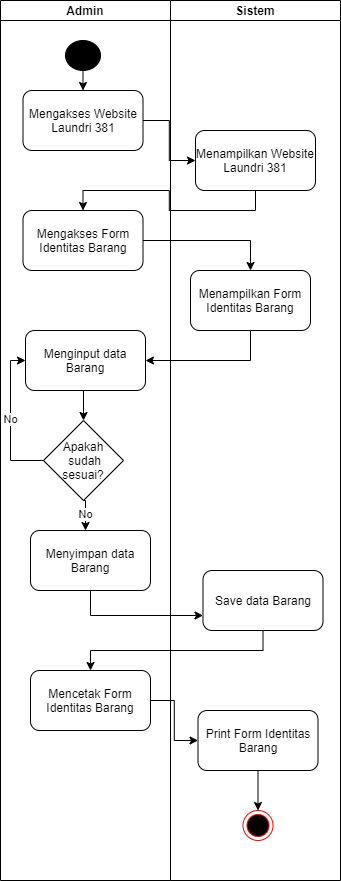 Admin
Sistem
Mengakses Website
Laundri 381
Menampilkan Website
Laundri 381
Mengakses Form
Identitas Barang
Menampilkan Form
Identitas Barang
Menginput data
Barang
No
Apakah
sudah
sesuai?
No
Menyimpan data
Barang
Save data Barang
Mencetak Form
Identitas Barang
Print Form Identitas
Barang